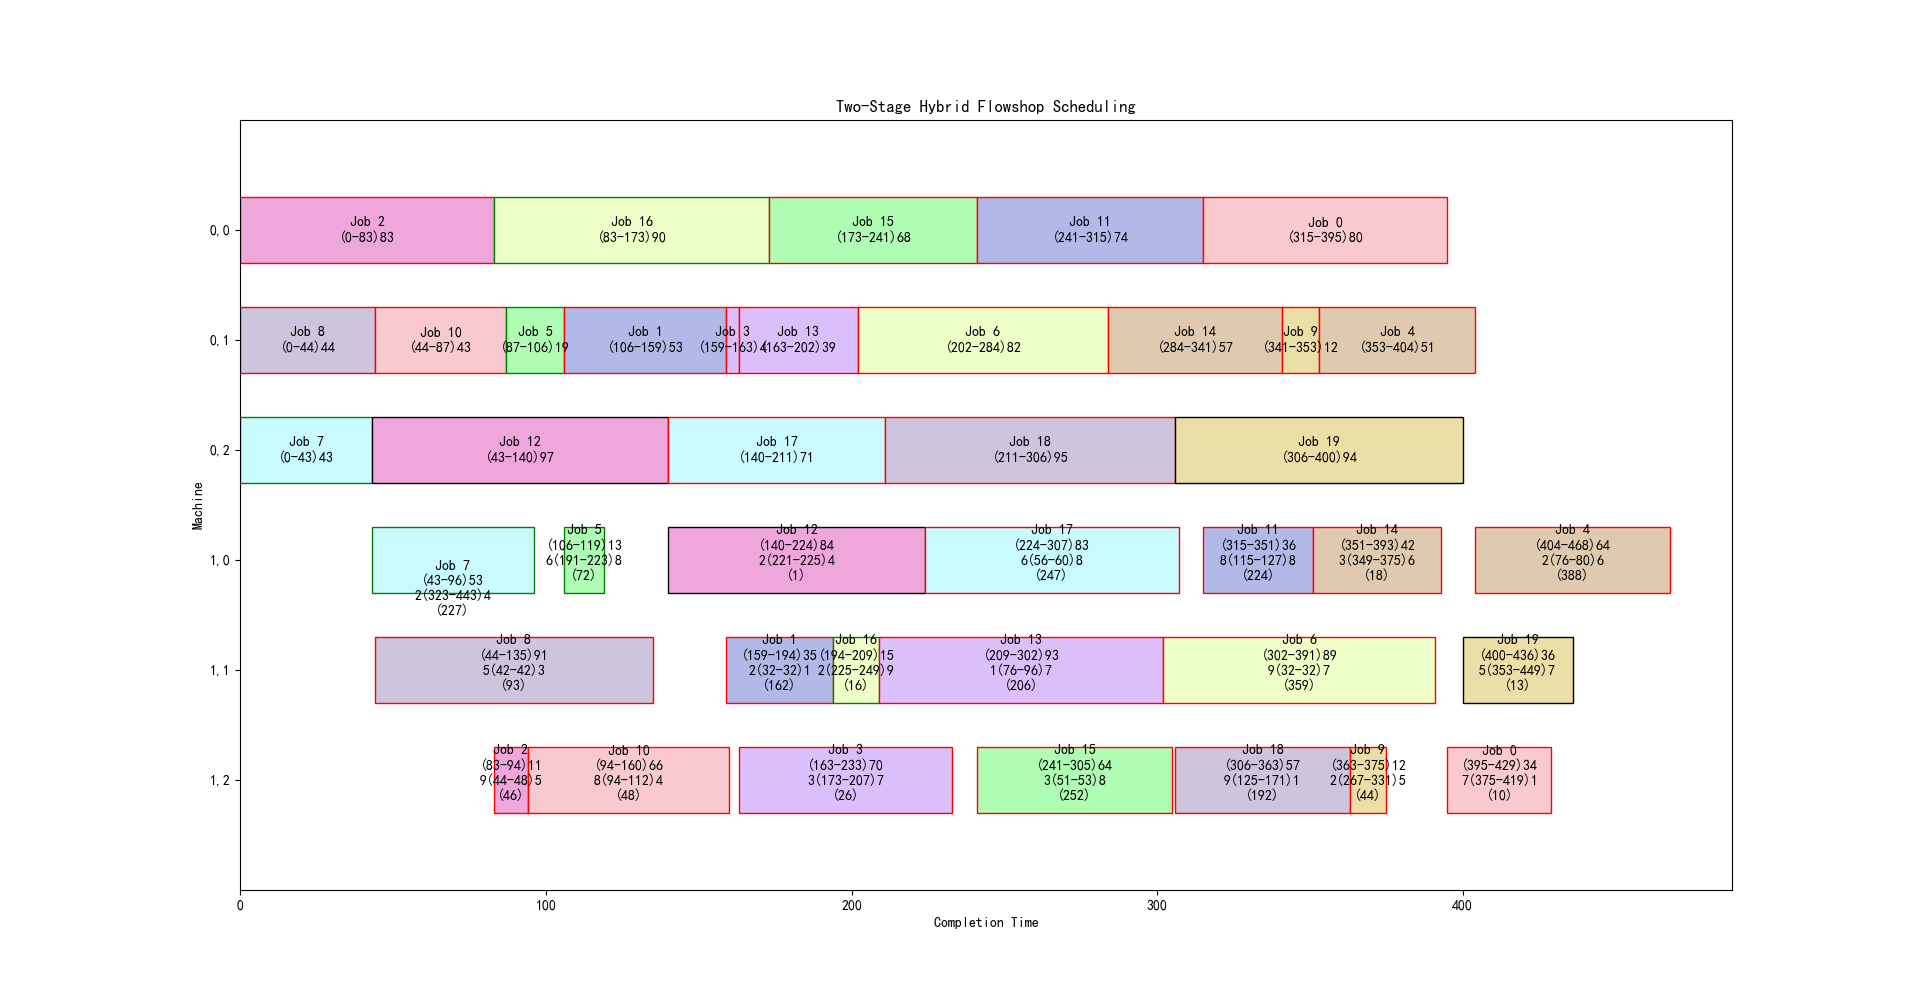 Two-Stage Hybrid Flowshop Scheduling
Machine
0,0
Job 2
(0-83)83
Job 16
(83-173)90
Job 15
(173-241)68
Job 11
(241-315)74
Job 0
(315-395)80
0,1
Job 8
(0-44)44
Job 10
(44-87)43
Job 5
(87-106)19
Job 1
(106-159)53
Job 3
(159-163)4
Job 13
(163-202)39
Job 6
(202-284)82
Job 14
(284-341)57
Job 9
(341-353)12
Job 4
(353-404)51
0,2
Job 7
(0-43)43
Job 12
(43-140)97
Job 17
(140-211)71
Job 18
(211-306)95
Job 19
(306-400)94
1,0
Job 7
(43-96)53
2(323-443)4
(227)
Job 5
(106-119)13
6(191-223)8
(72)
Job 12
(140-224)84
2(221-225)4
(1)
Job 17
(224-307)83
6(56-60)8
(247)
Job 11
(315-351)36
8(115-127)8
(224)
Job 14
(351-393)42
3(349-375)6
(18)
Job 4
(404-468)64
2(76-80)6
(388)
1,1
Job 8
(44-135)91
5(42-42)3
(93)
Job 1
(159-194)35
2(32-32)1
(162)
Job 16
(194-209)15
2(225-249)9
(16)
Job 13
(209-302)93
1(76-96)7
(206)
Job 6
(302-391)89
9(32-32)7
(359)
Job 19
(400-436)36
5(353-449)7
(13)
1,2
Job 2
(83-94)11
9(44-48)5
(46)
Job 10
(94-160)66
8(94-112)4
(48)
Job 3
(163-233)70
3(173-207)7
(26)
Job 15
(241-305)64
3(51-53)8
(252)
Job 18
(306-363)57
9(125-171)1
(192)
Job 9
(363-375)12
2(267-331)5
(44)
Job 0
(395-429)34
7(375-419)1
(10)
0
100
200
300
400
Completion Time